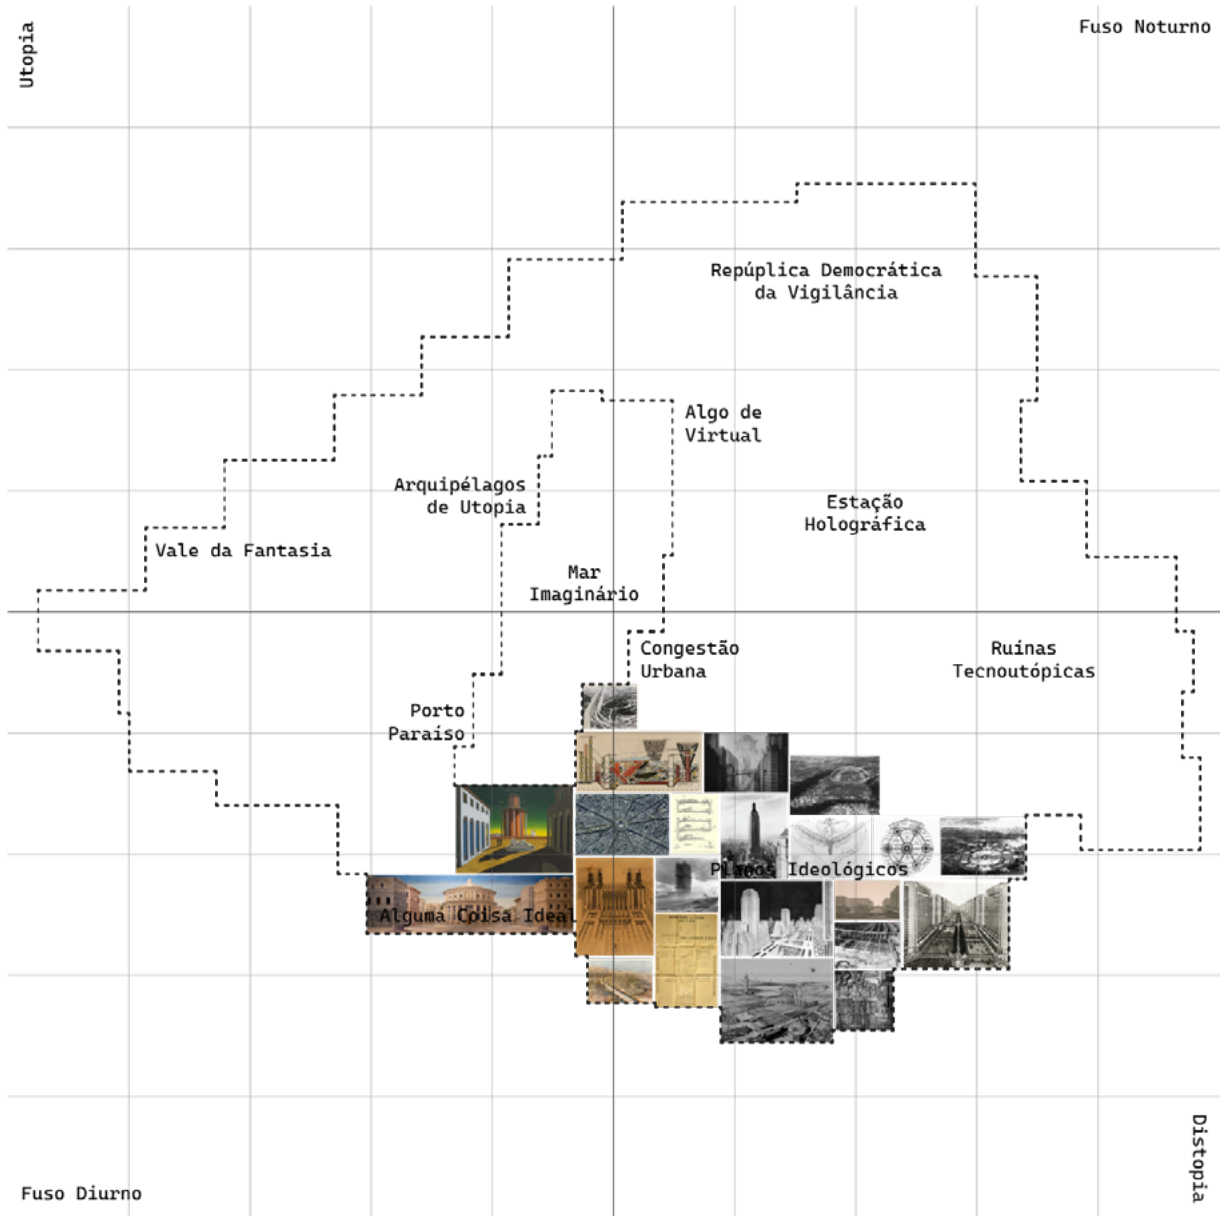 Utopia
Fuso Noturno
Repúplica Democrática
da Vigilância
Algo de
Virtual
Arquipélagos
de Utopia
Estação
Holográfica
Vale da Fantasia
Mar
Imaginário
Congestão
Urbana
Ruínas
Tecnoutópicas
Porto
Paraíso
Planos Ideológicos
Alguma Coisa Ideal
Distopia
Fuso Diurno